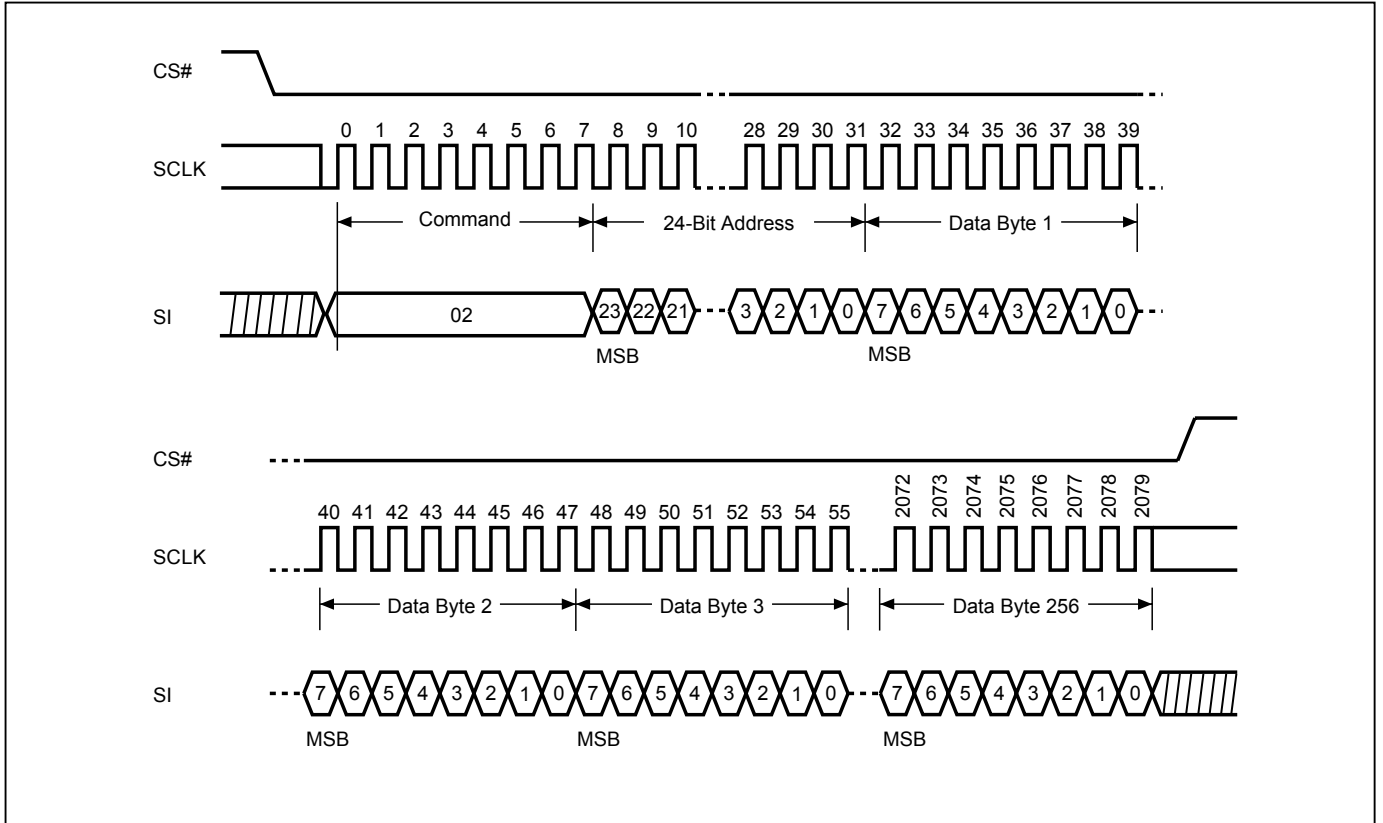 CS#
0 1 2 3 4 5 6 7 8 9 10 28 29 30 31 32 33 34 35 36 37 38 39
SCLK
Command 24-Bit Address Data Byte 1
SI 02 23 22 21 3 2 1 0 7 6 5 4 3 2 1 0
MSB MSB
CS#
40 41 42 43 44 45 46 47 48 49 50 51 52 53 54 55 2072 2073 2074 2075 2076 2077 2078 2079
SCLK
Data Byte 2 Data Byte 3 Data Byte 256
SI 7 6 5 4 3 2 1 0 7 6 5 4 3 2 1 0 7 6 5 4 3 2 1 0
MSB MSB MSB